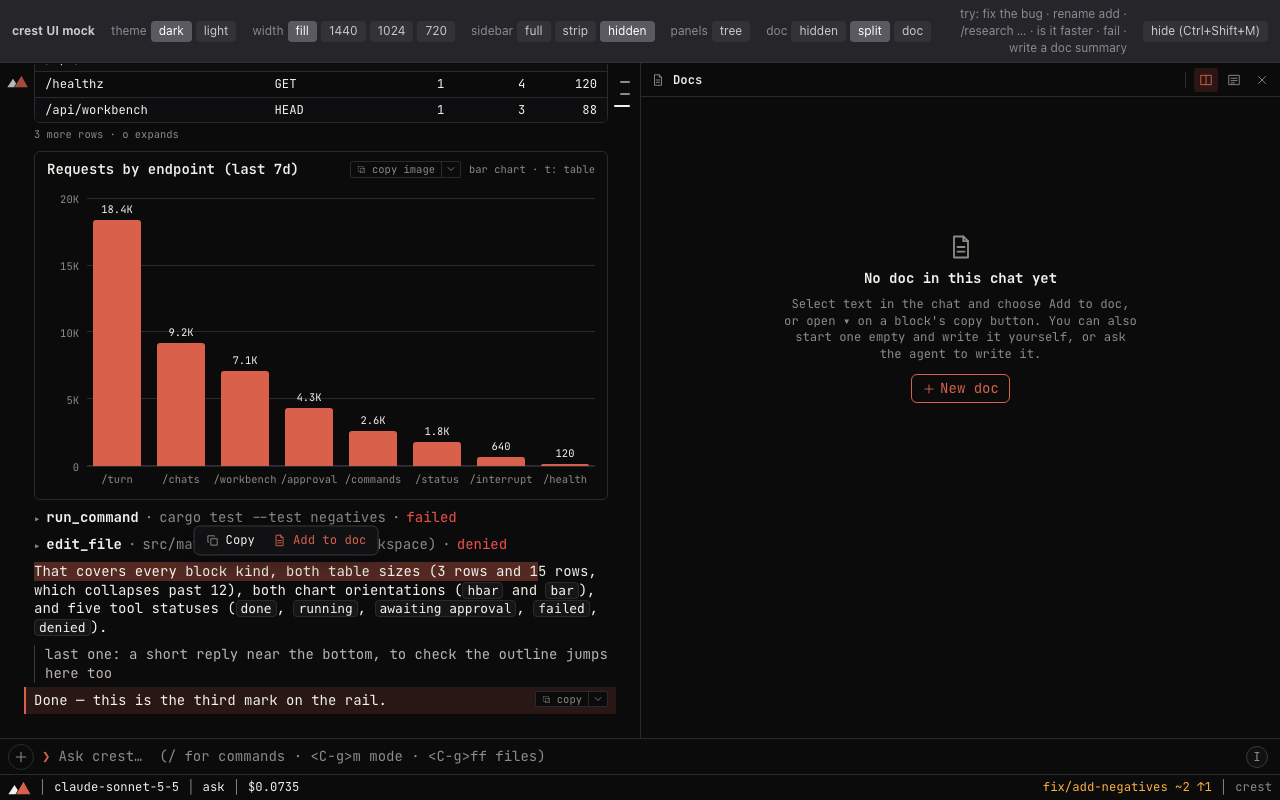 crest UI mock theme dark light width fill 1440 1024 720 sidebar full strip hidden panels tree doc hidden split doc
try: fix the bug · rename add ·
/research … · is it faster · fail ·
write a doc summary
hide (Ctrl+Shift+M)
/healthz GET 1 4 120
/api/workbench HEAD 1 3 88
3 more rows · o expands
Requests by endpoint (last 7d) copy image bar chart · t: table
20K
18.4K
15K
10K
9.2K
7.1K
5K
4.3K
2.6K
1.8K
640
120
0
/turn /chats /workbench /approval /commands /status /interrupt /health
▸ run_command · cargo test --test negatives · failed
▸ edit_file · src/ma kspace) · denied
Copy Add to doc
That covers every block kind, both table sizes (3 rows and 15 rows,
which collapses past 12), both chart orientations (hbar and bar),
and five tool statuses (done, running, awaiting approval, failed,
denied).
last one: a short reply near the bottom, to check the outline jumps
here too
Done — this is the third mark on the rail. copy
Docs
No doc in this chat yet
Select text in the chat and choose Add to doc,
or open ▾ on a block's copy button. You can also
start one empty and write it yourself, or ask
the agent to write it.
+ New doc
❯ Ask crest… (/ for commands · <C-g>m mode · <C-g>ff files) I
claude-sonnet-5-5 ask $0.0735 fix/add-negatives ~2 ↑1 crest